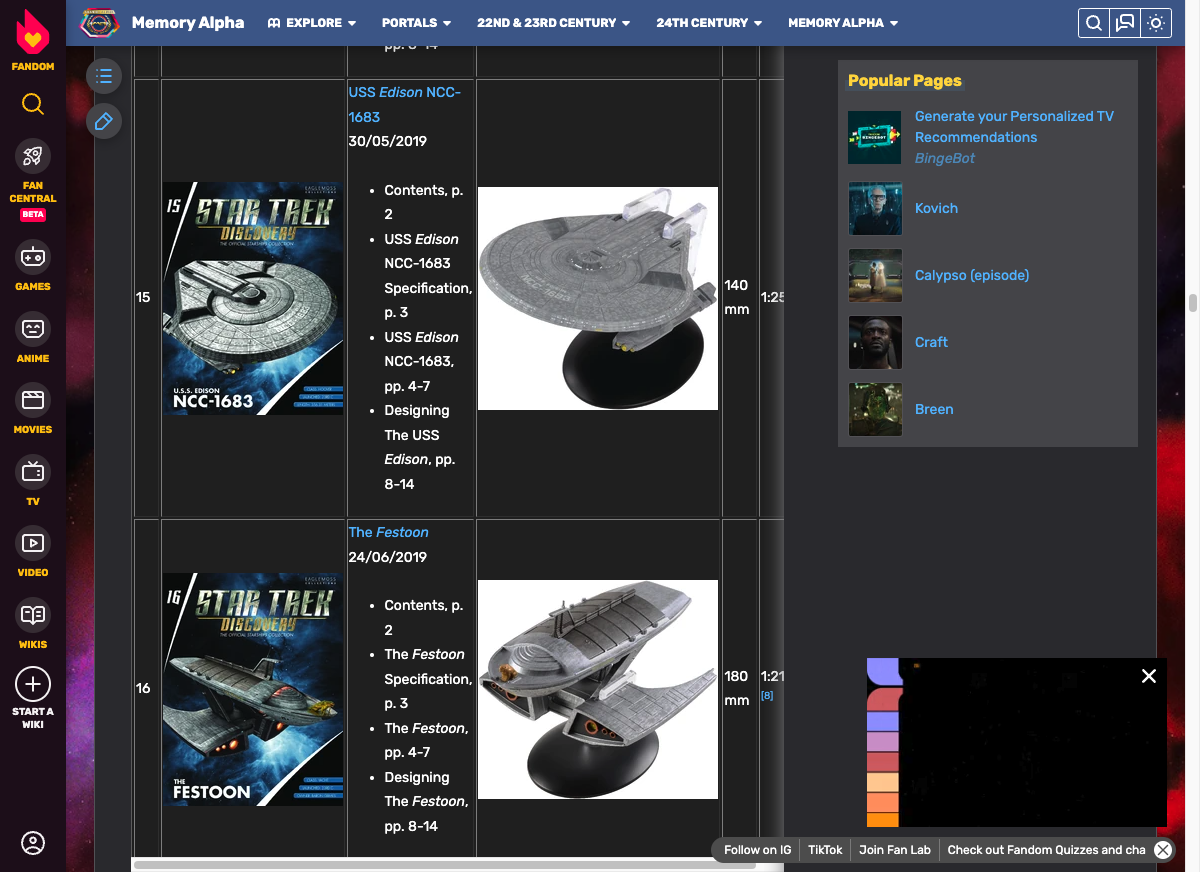 FANDOM
FAN
CENTRAL
BETA
GAMES
ANIME
MOVIES
TV
VIDEO
WIKIS
START A
WIKI
Memory Alpha
EXPLORE
PORTALS
22ND & 23RD CENTURY
24TH CENTURY
MEMORY ALPHA
pp. 8-14
15
15
EAGLEMOSS
COLLECTIONS
STAR TREK
DISCOVERY
THE OFFICIAL STARSHIPS COLLECTION
U.S.S. EDISON
NCC-1683
USS Edison NCC-
1683
30/05/2019
Contents, p.
2
USS Edison
NCC-1683
Specification,
p. 3
USS Edison
NCC-1683,
pp. 4-7
Designing
The USS
Edison, pp.
8-14
140
mm
1:25
16
16
EAGLEMOSS
COLLECTIONS
STAR TREK
DISCOVERY
THE OFFICIAL STARSHIPS COLLECTION
THE
FESTOON
The Festoon
24/06/2019
Contents, p.
2
The Festoon
Specification,
p. 3
The Festoon,
pp. 4-7
Designing
The Festoon,
pp. 8-14
180
mm
1:21
[8]
Popular Pages
Generate your Personalized TV
Recommendations
BingeBot
Kovich
Calypso (episode)
Craft
Breen
Follow on IG
TikTok
Join Fan Lab
Check out Fandom Quizzes and cha